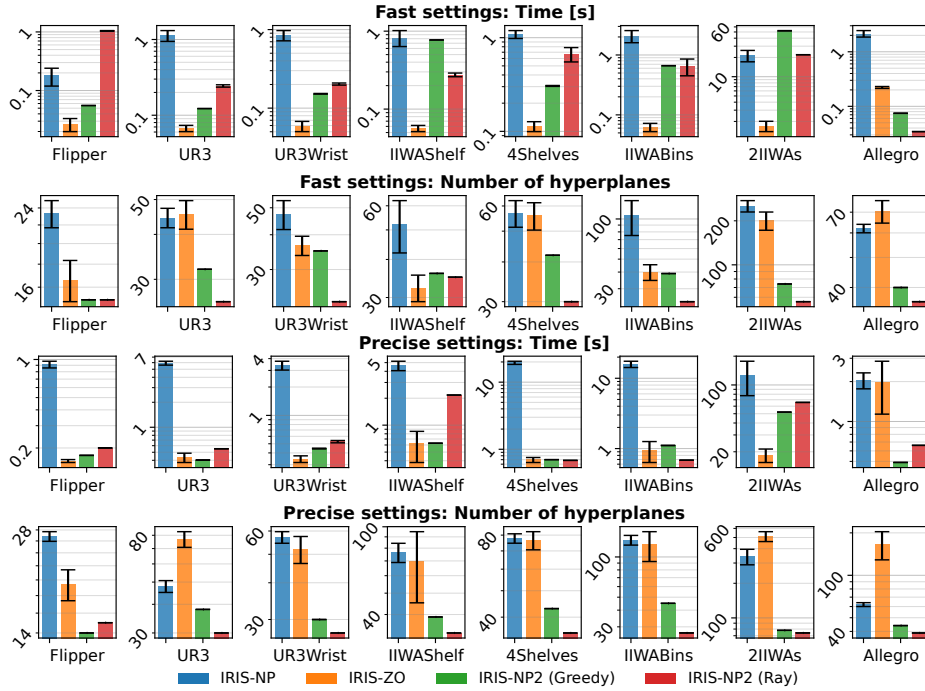 Fast settings: Time [s]
1
0.1
Flipper
1
0.1
UR3
1
0.1
UR3Wrist
1
0.1
IIWAShelf
1
0.1
4Shelves
1
0.1
IIWABins
60
10
2IIWAs
1
0.1
Allegro
Fast settings: Number of hyperplanes
24
16
Flipper
50
30
UR3
50
30
UR3Wrist
60
30
IIWAShelf
60
30
4Shelves
100
30
IIWABins
200
100
2IIWAs
70
40
Allegro
Precise settings: Time [s]
1
0.2
Flipper
7
1
UR3
4
1
UR3Wrist
5
1
IIWAShelf
10
1
4Shelves
10
1
IIWABins
100
20
2IIWAs
3
1
Allegro
Precise settings: Number of hyperplanes
28
14
Flipper
80
30
UR3
60
30
UR3Wrist
100
40
IIWAShelf
80
40
4Shelves
100
30
IIWABins
600
100
2IIWAs
100
40
Allegro
IRIS-NP
IRIS-ZO
IRIS-NP2 (Greedy)
IRIS-NP2 (Ray)